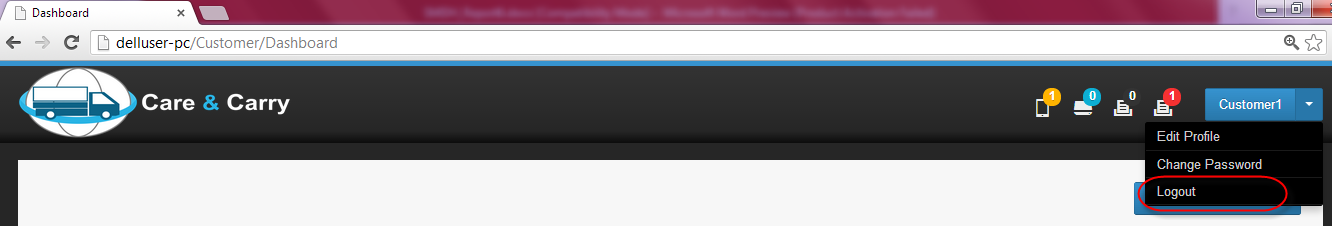 Dashboard
delluser-pc/Customer/Dashboard
Care & Carry
1 0 0 1
Customer1
Edit Profile
Change Password
Logout